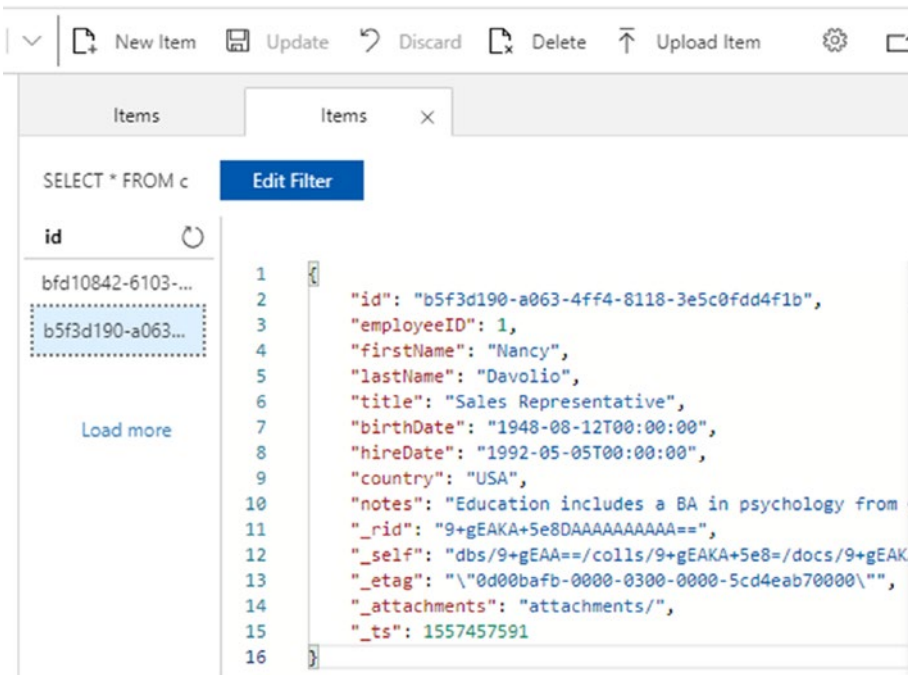 New Item Update Discard Delete Upload Item
Items Items
SELECT * FROM c Edit Filter
id
bfd10842-6103-...
b5f3d190-a063...
Load more
1 {
2 "id": "b5f3d190-a063-4ff4-8118-3e5c0fdd4f1b",
3 "employeeID": 1,
4 "firstName": "Nancy",
5 "lastName": "Davolio",
6 "title": "Sales Representative",
7 "birthDate": "1948-08-12T00:00:00",
8 "hireDate": "1992-05-05T00:00:00",
9 "country": "USA",
10 "notes": "Education includes a BA in psychology from
11 "_rid": "9+gEAKA+5e8DAAAAAAAAAA==",
12 "_self": "dbs/9+gEAA==/colls/9+gEAKA+5e8=/docs/9+gEAK
13 "_etag": "\"0d00bafb-0000-0300-0000-5cd4eab70000\"",
14 "_attachments": "attachments/",
15 "_ts": 1557457591
16 }